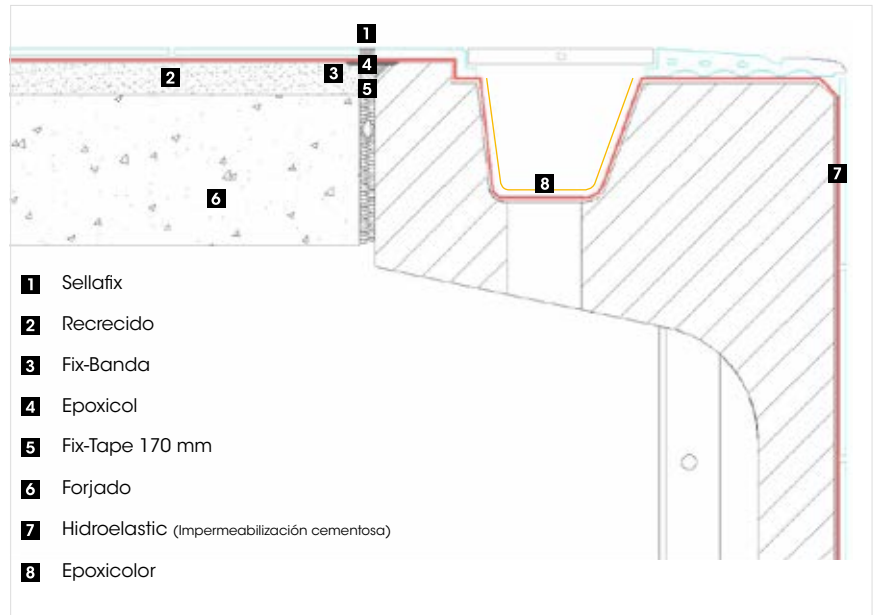 1
2
3
4
5
6
7
8
1 Sellafix
2 Recrecido
3 Fix-Banda
4 Epoxicol
5 Fix-Tape 170 mm
6 Forjado
7 Hidroelastic (Impermeabilización cementosa)
8 Epoxicolor